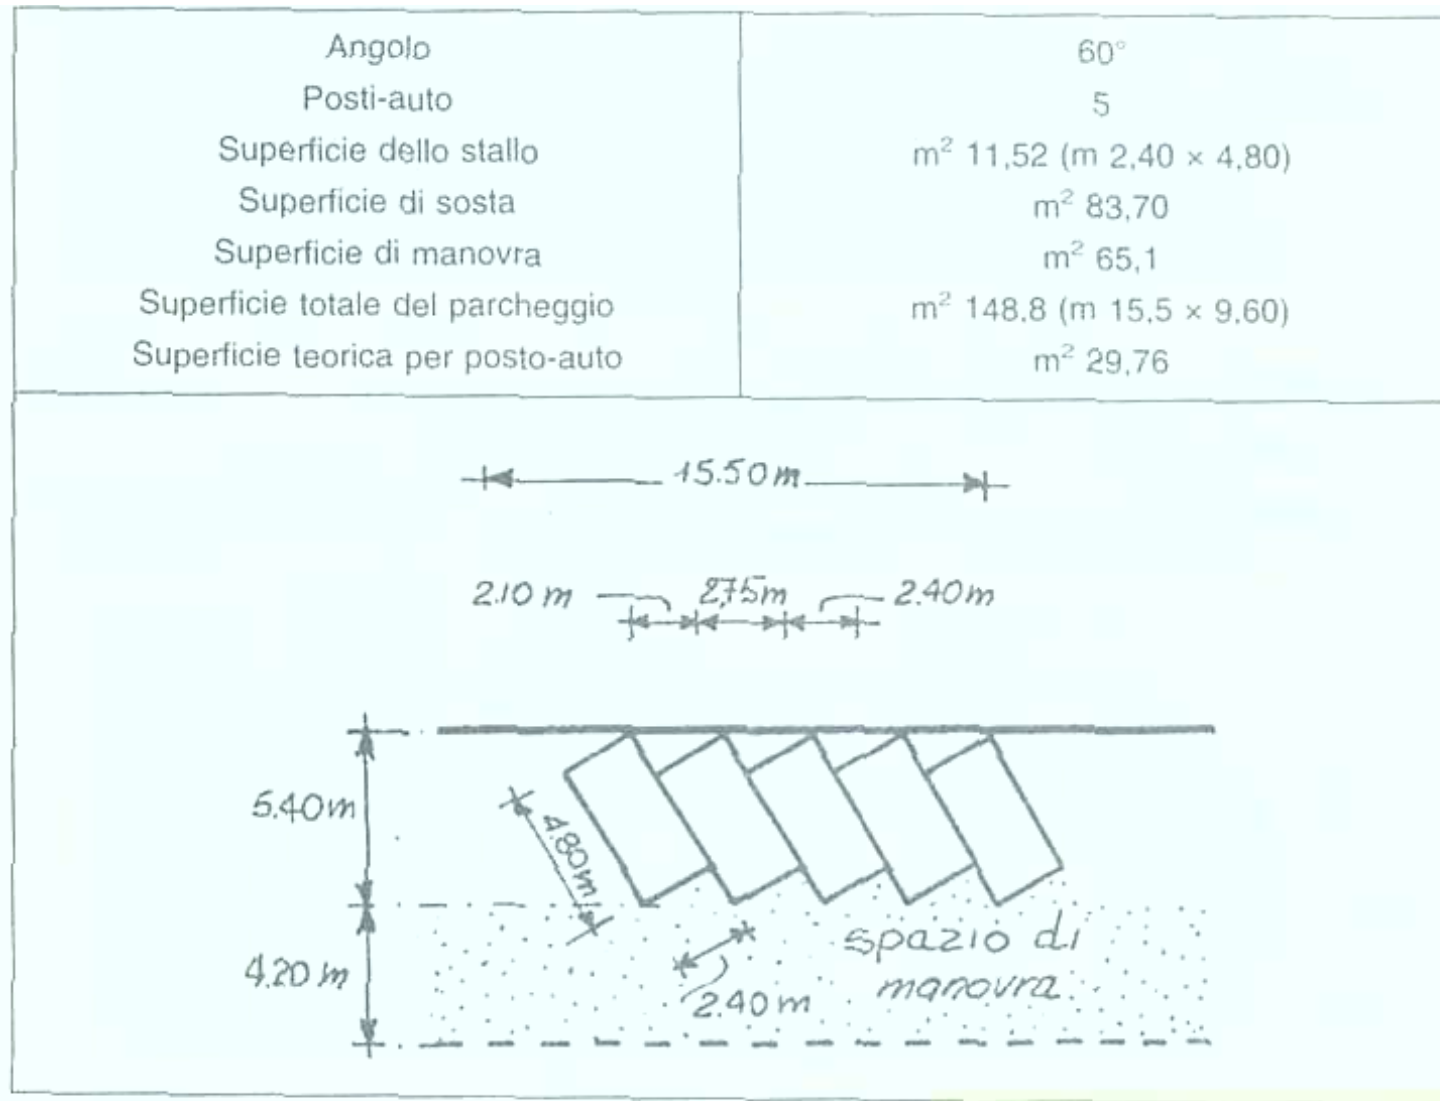 Angolo 60°
Posti-auto 5
Superficie dello stallo m² 11,52 (m 2,40 × 4,80)
Superficie di sosta m² 83,70
Superficie di manovra m² 65,1
Superficie totale del parcheggio m² 148,8 (m 15,5 × 9,60)
Superficie teorica per posto-auto m² 29,76
15.50 m
2.10 m 2,75m 2.40m
5.40m
4.80m
4.20 m
spazio di
manovra
2.40 m